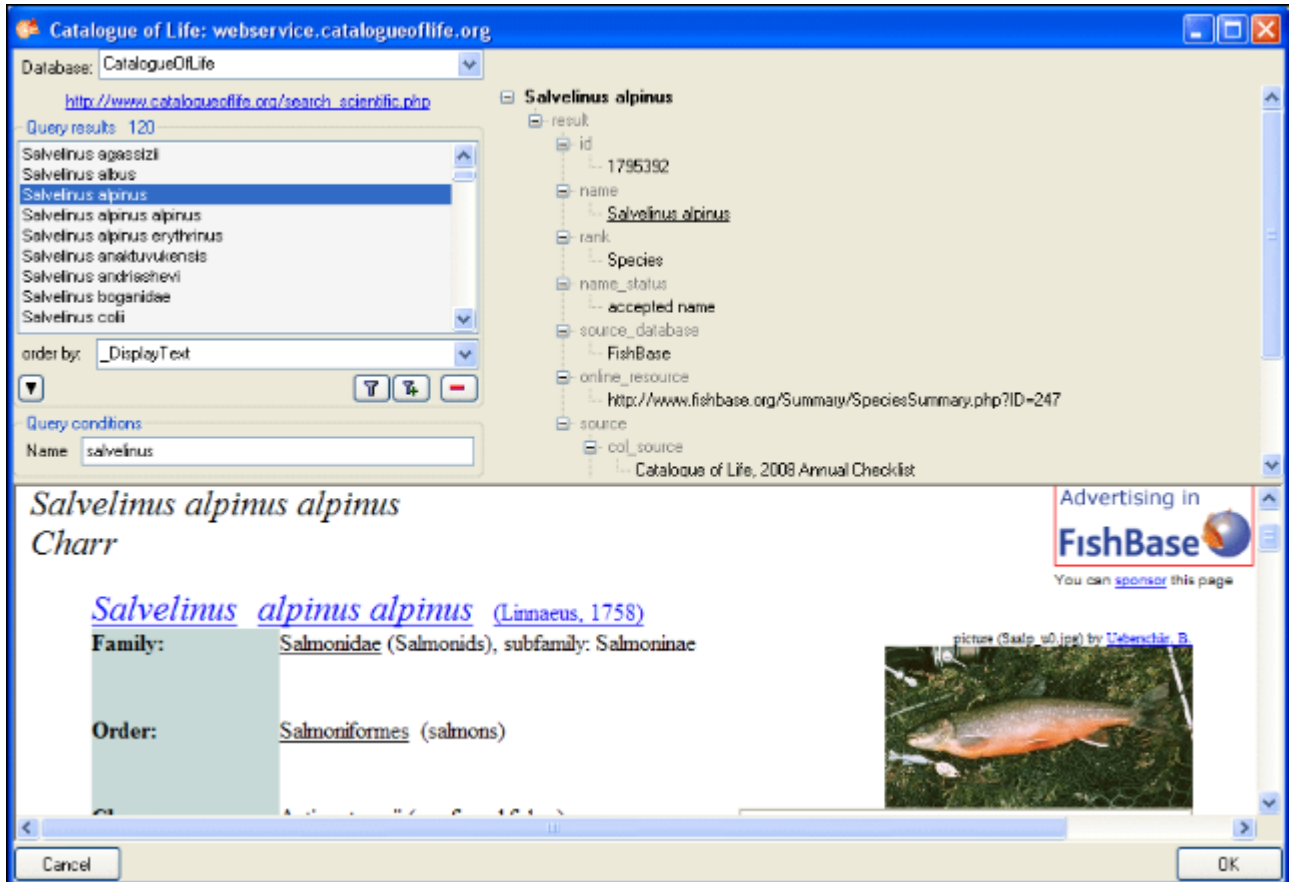 Catalogue of Life: webservice.catalogueoflife.org
Database: CatalogueOfLife
http://www.catalogueoflife.org/search_scientific.php
Query results 120
Salvelinus agassizii
Salvelinus albus
Salvelinus alpinus
Salvelinus alpinus alpinus
Salvelinus alpinus erythrinus
Salvelinus anaktuvukensis
Salvelinus andriashevi
Salvelinus boganidae
Salvelinus colii
order by: _DisplayText
Query conditions
Name salvelinus
Salvelinus alpinus
result
id
1795392
name
Salvelinus alpinus
rank
Species
name_status
accepted name
source_database
FishBase
online_resource
http://www.fishbase.org/Summary/SpeciesSummary.php?ID=247
source
col_source
Catalogue of Life, 2008 Annual Checklist
Salvelinus alpinus alpinus
Charr
Advertising in
FishBase
You can sponsor this page
Salvelinus alpinus alpinus (Linnaeus, 1758)
Family: Salmonidae (Salmonids), subfamily: Salmoninae
picture (Saalp_u0.jpg) by Ueberschär, B.
Order: Salmoniformes (salmons)
Cancel
OK